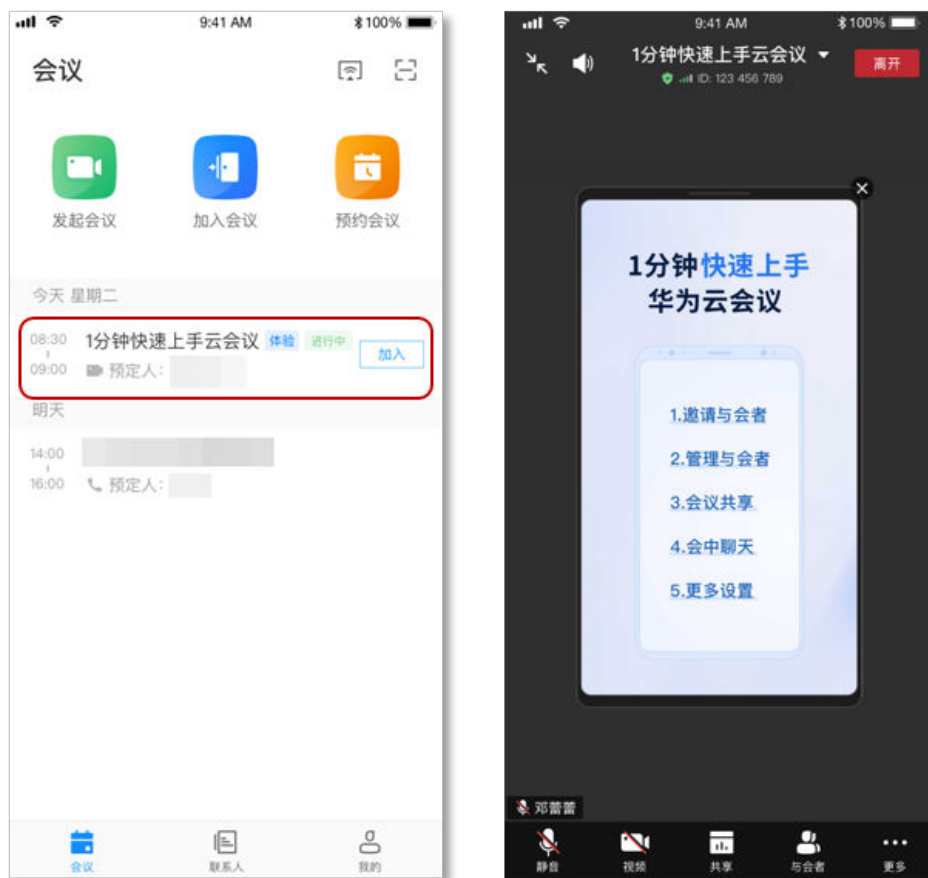 9:41 AM
100%
会议
发起会议
加入会议
预约会议
今天 星期二
08:30
1分钟快速上手云会议 体验 进行中
加入
09:00
预定人:
明天
14:00
16:00
预定人:
会议
联系人
我的
9:41 AM
100%
1分钟快速上手云会议
ID: 123 456 789
离开
1分钟快速上手
华为云会议
1.邀请与会者
2.管理与会者
3.会议共享
4.会中聊天
5.更多设置
邓蕾蕾
静音
视频
共享
与会者
更多